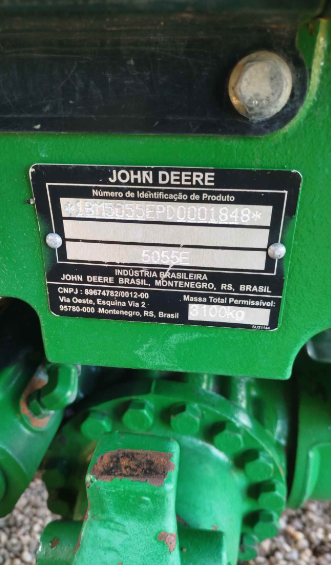 JOHN DEERE
Número de Identificação de Produto
*1BM5055EPD0001848*
5055E
INDÚSTRIA BRASILEIRA
JOHN DEERE BRASIL, MONTENEGRO, RS, BRASIL
CNPJ : 89674782/0012-00
Via Oeste, Esquina Via 2
95780-000 Montenegro, RS, Brasil
Massa Total Permissível:
3100kg